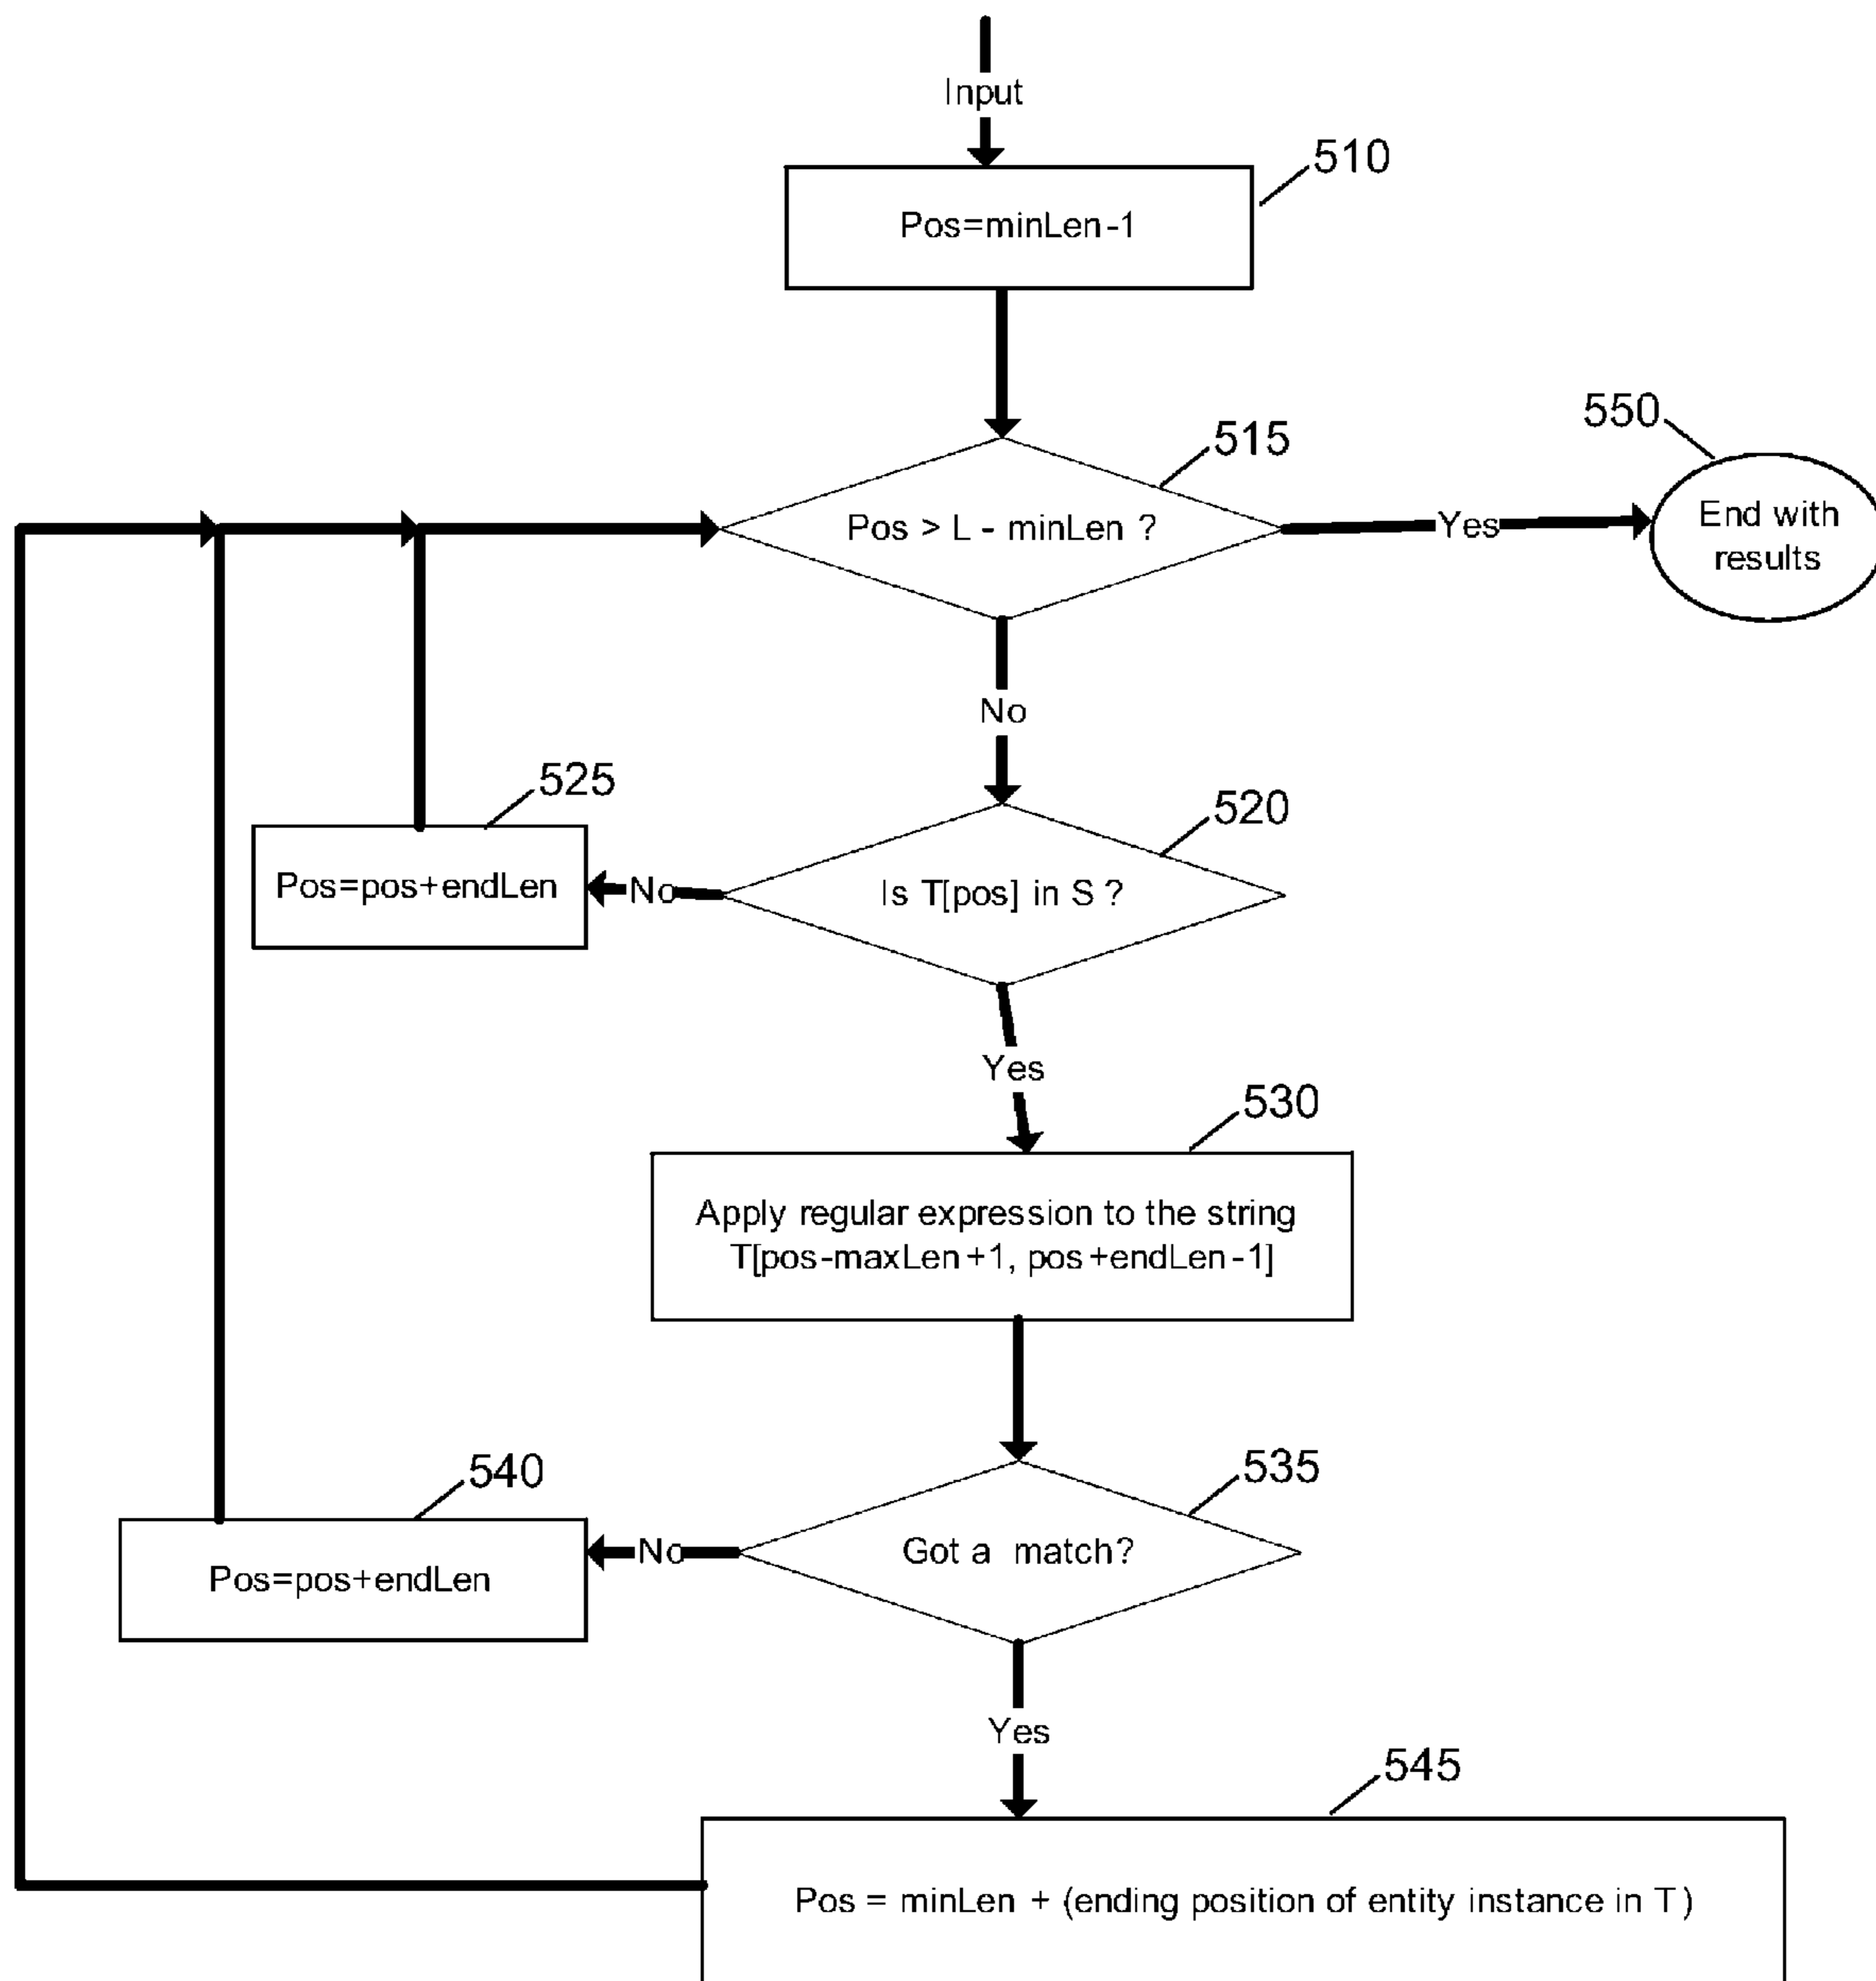 Input
510
Pos=minLen-1
515
Pos > L - minLen ?
Yes
550
End with
results
No
525
Pos=pos+endLen
No
520
Is T[pos] in S ?
Yes
530
Apply regular expression to the string
T[pos-maxLen+1, pos+endLen-1]
535
Got a match?
No
540
Pos=pos+endLen
Yes
545
Pos = minLen + (ending position of entity instance in T)